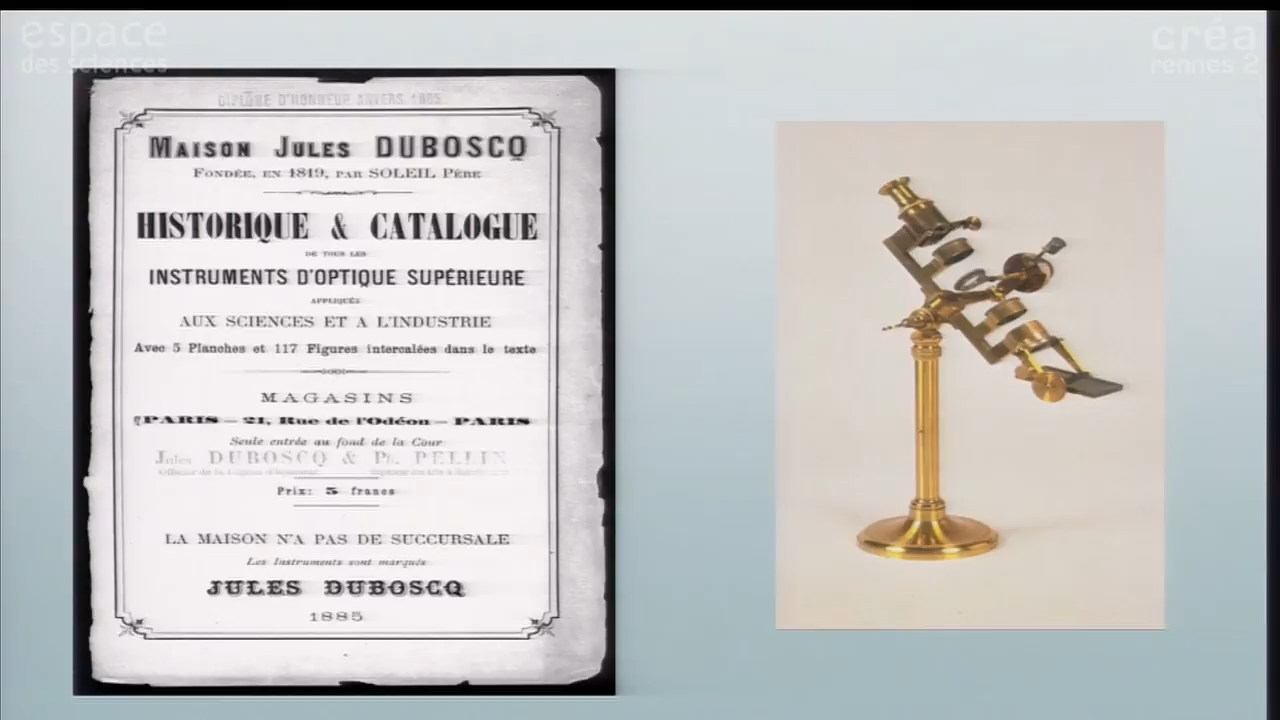 espace
des sciences
créa
rennes 2
DIPLÔME D'HONNEUR ANVERS 1885
MAISON JULES DUBOSCQ
FONDÉE, EN 1819, PAR SOLEIL PÈRE
HISTORIQUE & CATALOGUE
DE TOUS LES
INSTRUMENTS D'OPTIQUE SUPÉRIEURE
APPLIQUÉS
AUX SCIENCES ET A L'INDUSTRIE
Avec 5 Planches et 117 Figures intercalées dans le texte
MAGASINS
PARIS — 21, Rue de l'Odéon — PARIS
Seule entrée au fond de la Cour
Jules DUBOSCQ & Ph. PELLIN
Officier de la Légion d'honneur
Prix: 5 francs
LA MAISON N'A PAS DE SUCCURSALE
Les Instruments sont marqués
JULES DUBOSCQ
1885